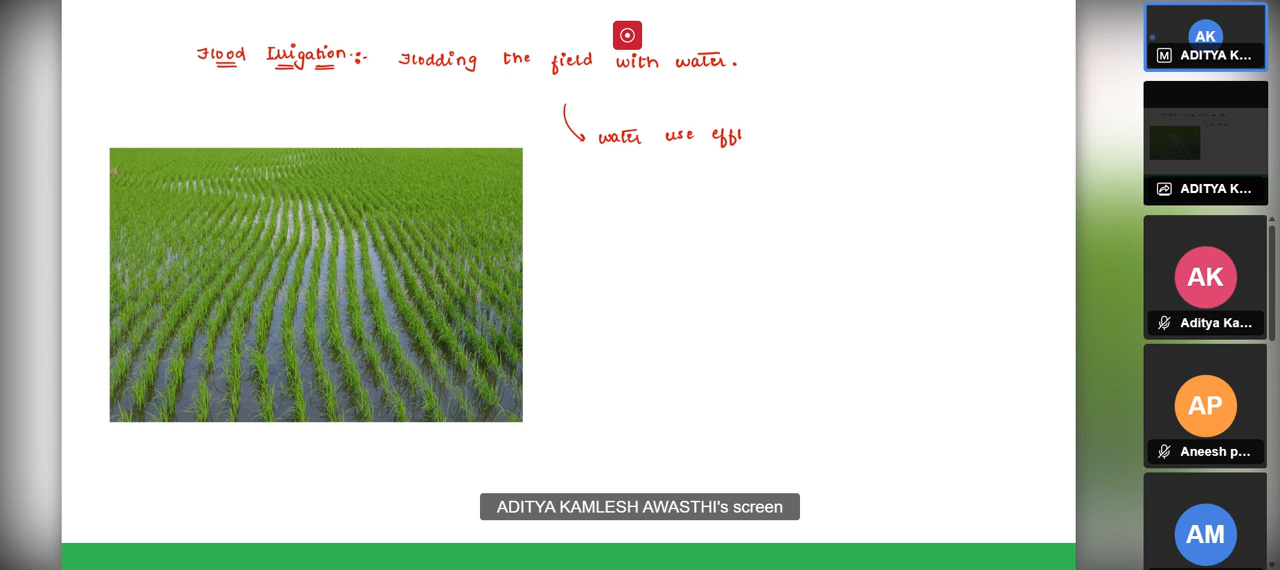 Flood Irrigation :- Flodding the field with water.
water use effi
ADITYA KAMLESH AWASTHI's screen
AK
M ADITYA K...
ADITYA K...
AK
Aditya Ka...
AP
Aneesh p...
AM